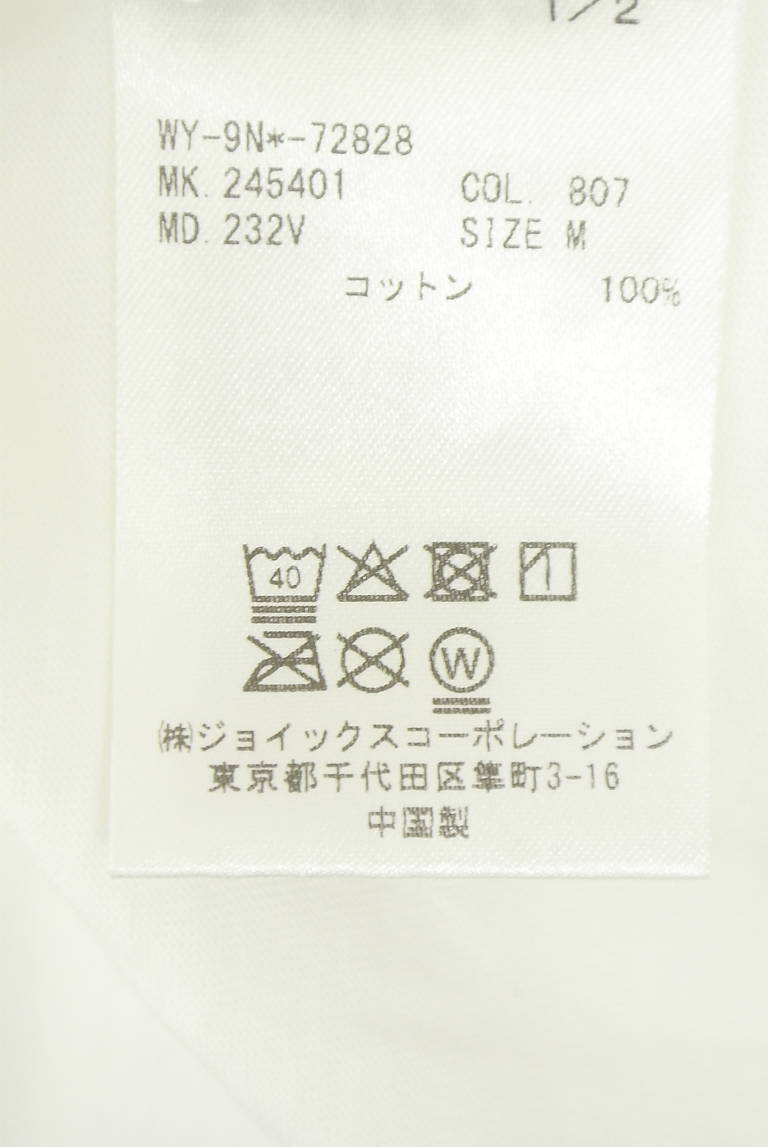 1/2
WY-9N*-72828
MK. 245401 COL. 807
MD. 232V SIZE M
コットン 100%
40
W
㈱ジョイックスコーポレーション
東京都千代田区隼町3-16
中国製